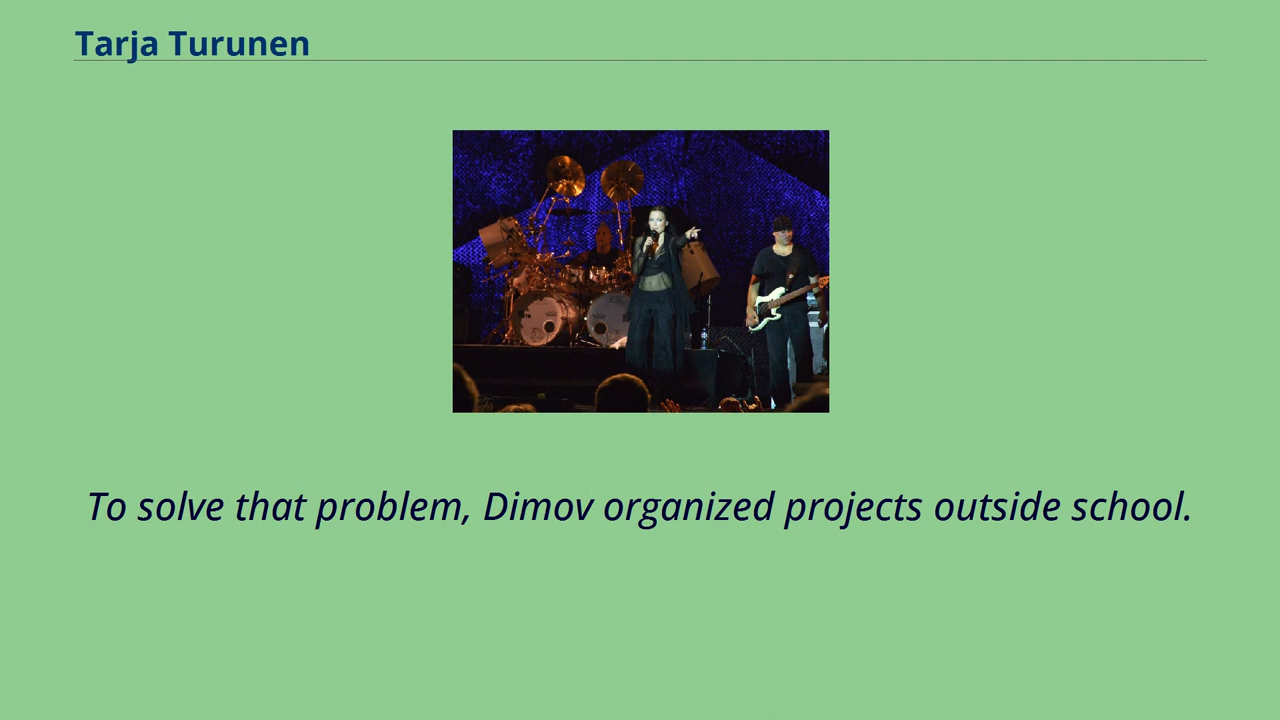 Tarja Turunen
To solve that problem, Dimov organized projects outside school.